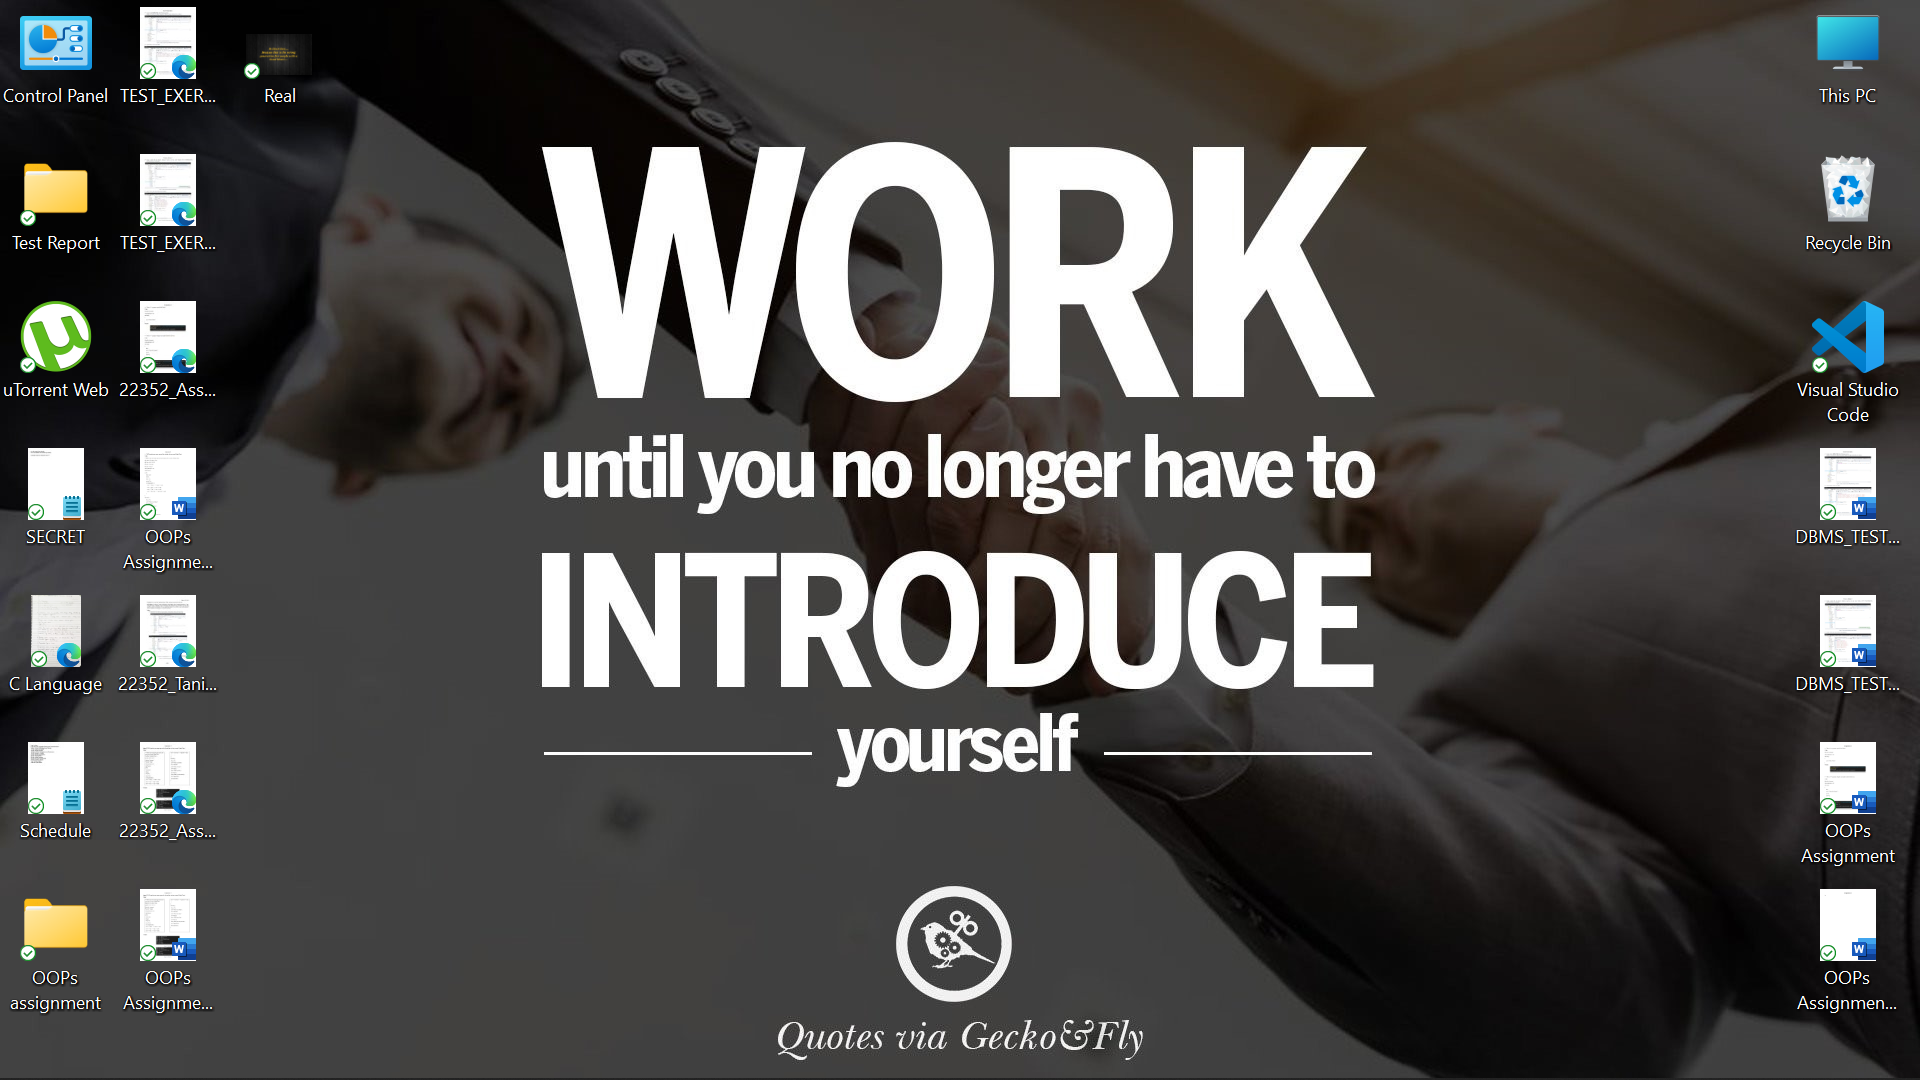 Control Panel
TEST_EXER...
Real
Test Report
TEST_EXER...
uTorrent Web
22352_Ass...
SECRET
OOPs
Assignme...
C Language
22352_Tani...
Schedule
22352_Ass...
OOPs
assignment
OOPs
Assignme...
WORK
until you no longer have to
INTRODUCE
yourself
Quotes via Gecko&Fly
This PC
Recycle Bin
Visual Studio
Code
DBMS_TEST...
DBMS_TEST...
OOPs
Assignment
OOPs
Assignmen...